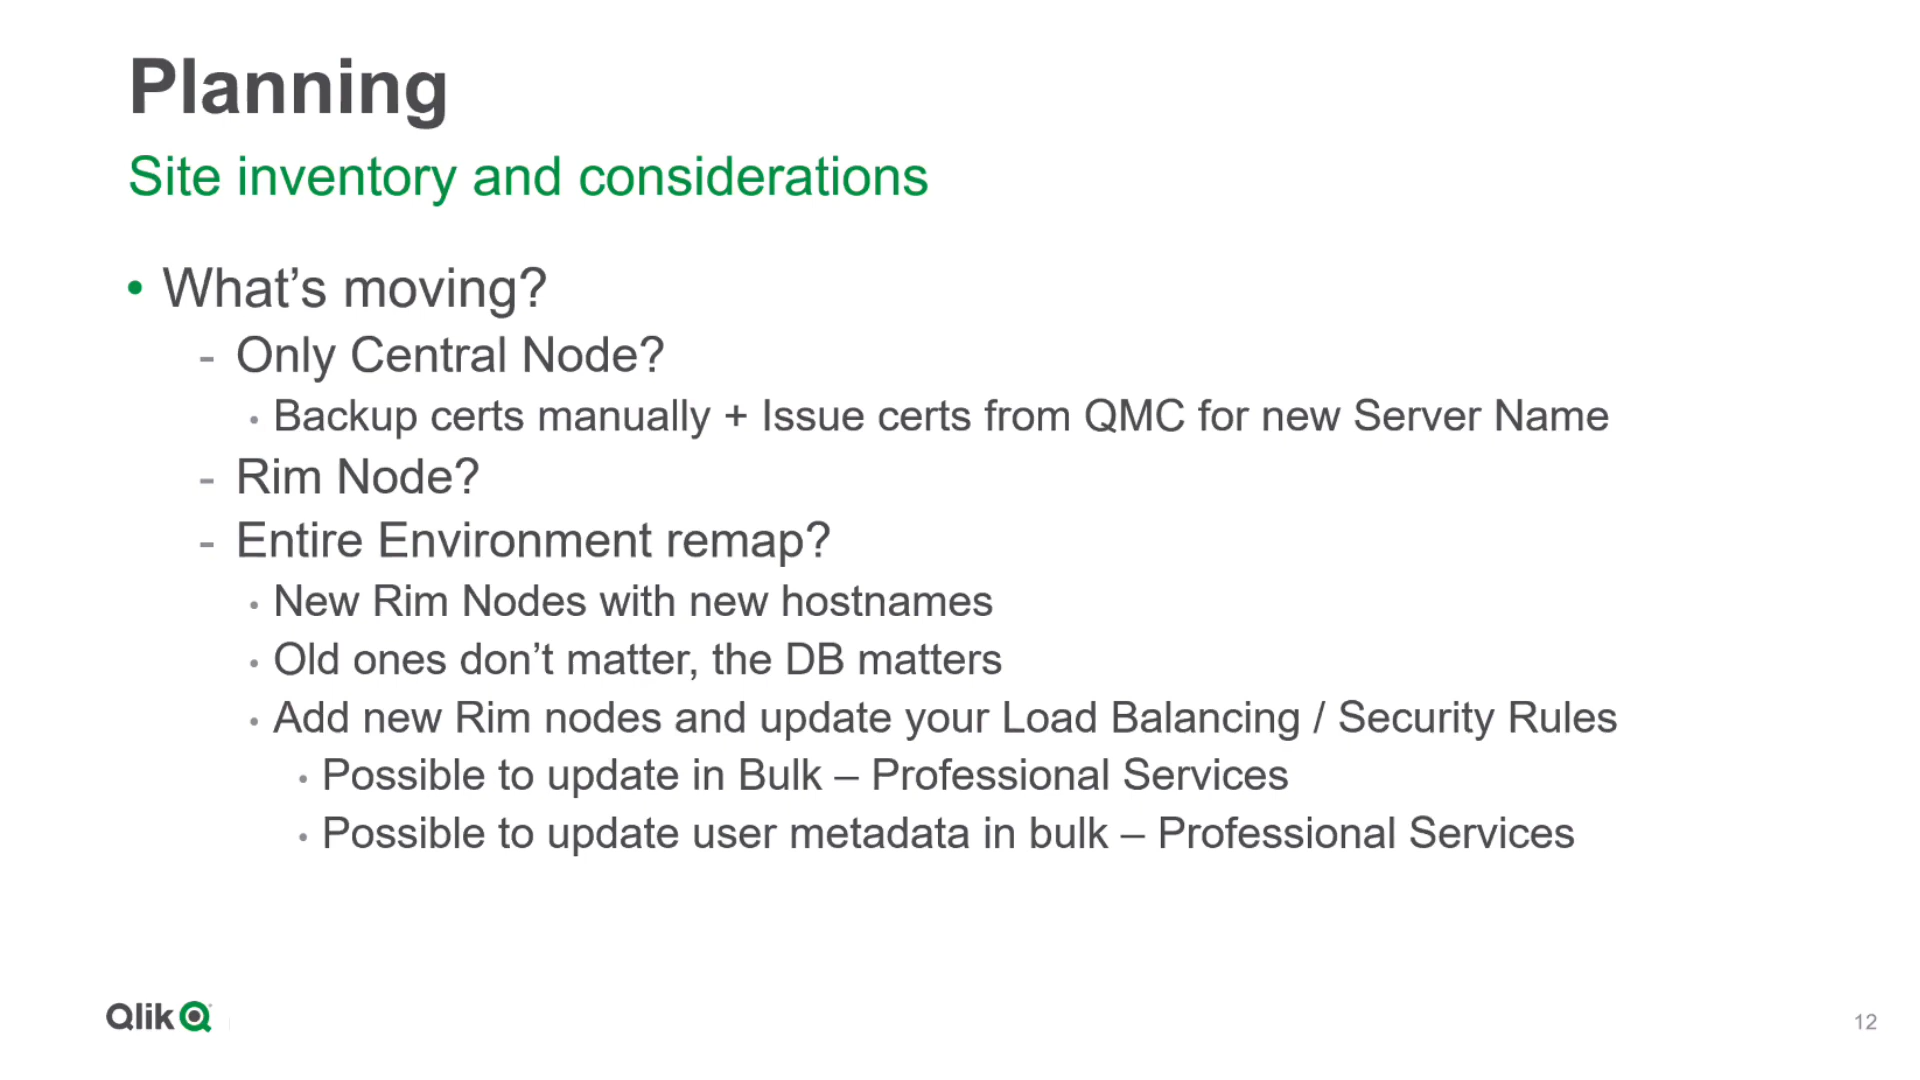 Planning
Site inventory and considerations
• What’s moving?
- Only Central Node?
• Backup certs manually + Issue certs from QMC for new Server Name
- Rim Node?
- Entire Environment remap?
• New Rim Nodes with new hostnames
• Old ones don’t matter, the DB matters
• Add new Rim nodes and update your Load Balancing / Security Rules
• Possible to update in Bulk – Professional Services
• Possible to update user metadata in bulk – Professional Services
Qlik
12